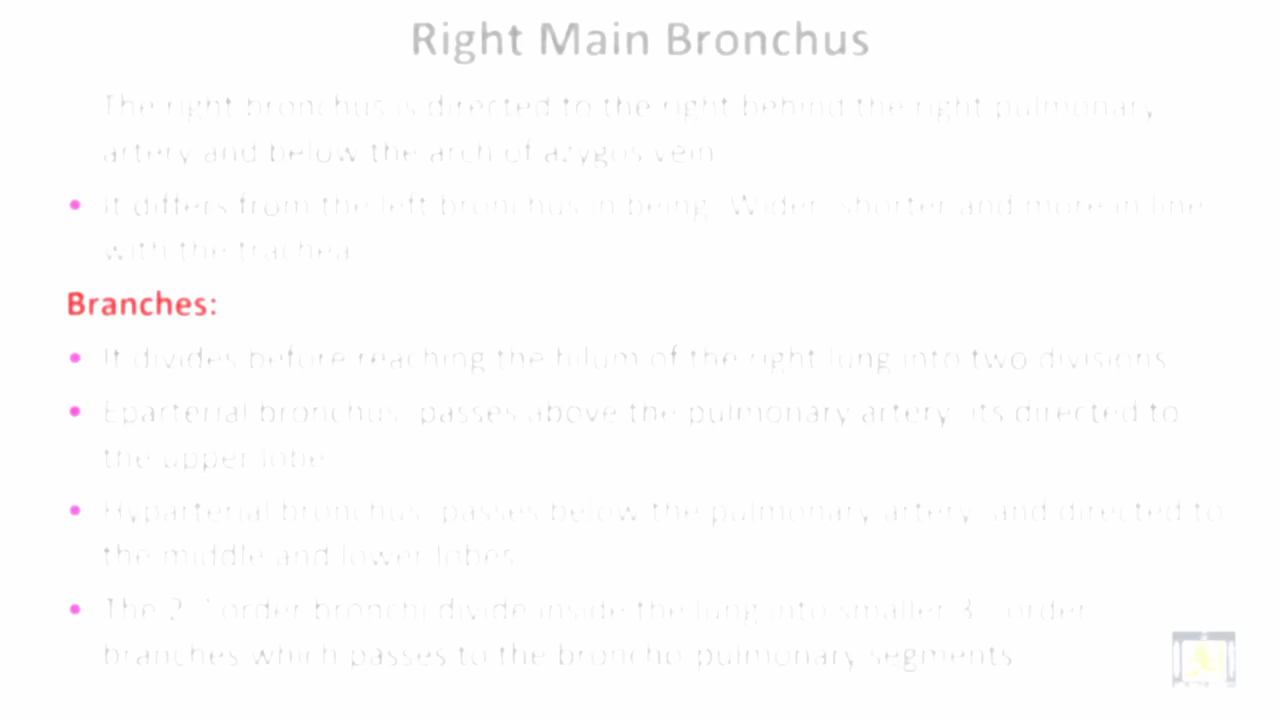 Right Main Bronchus
The right bronchus is directed to the right behind the right pulmonary
artery and below the arch of azygos vein
• It differs from the left bronchus in being: Wider, shorter and more in line
with the trachea
Branches:
• It divides before reaching the hilum of the right lung into two divisions
• Eparterial bronchus: passes above the pulmonary artery, its directed to
the upper lobe
• Hyparterial bronchus: passes below the pulmonary artery, and directed to
the middle and lower lobes
• The order bronchi divide inside the lung into smaller order
branches which passes to the broncho pulmonary segments